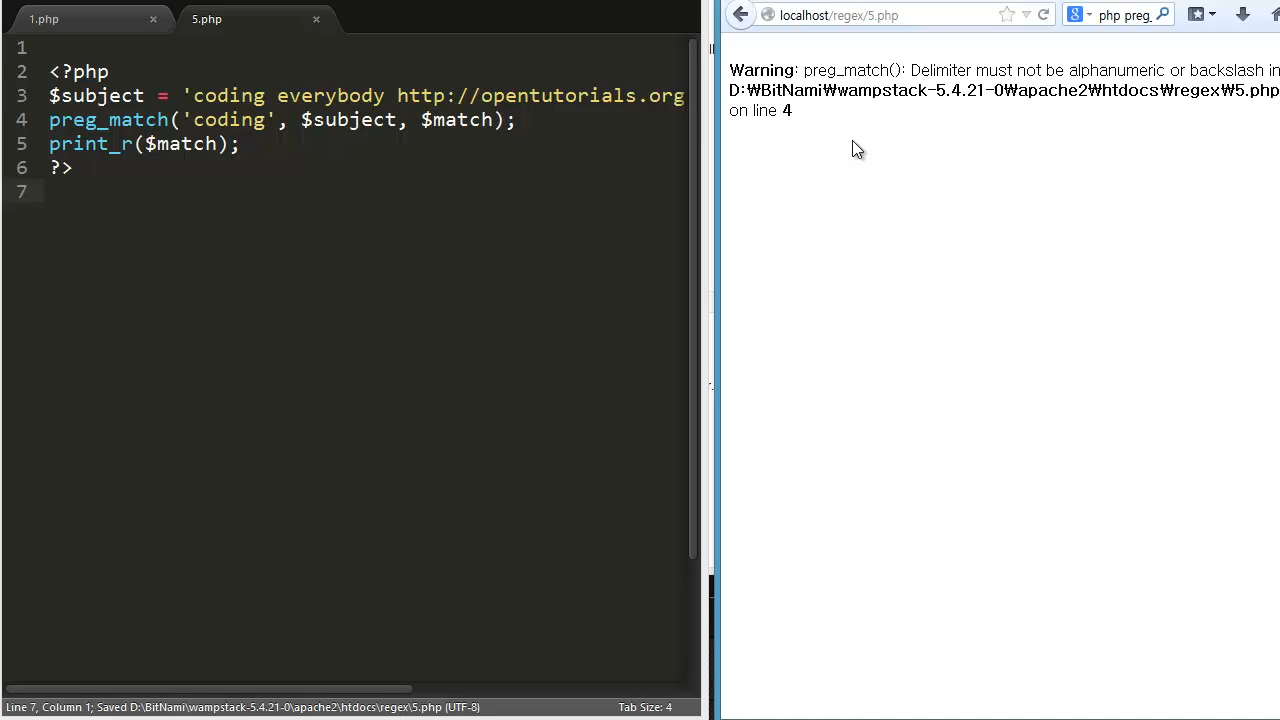 1.php
5.php
1
2 <?php
3 $subject = 'coding everybody http://opentutorials.org
4 preg_match('coding', $subject, $match);
5 print_r($match);
6 ?>
7
Line 7, Column 1; Saved D:\BitNami\wampstack-5.4.21-0\apache2\htdocs\regex\5.php (UTF-8)
Tab Size: 4
localhost/regex/5.php
8
php preg_
Warning: preg_match(): Delimiter must not be alphanumeric or backslash in
D:₩BitNami₩wampstack-5.4.21-0₩apache2₩htdocs₩regex₩5.php
on line 4